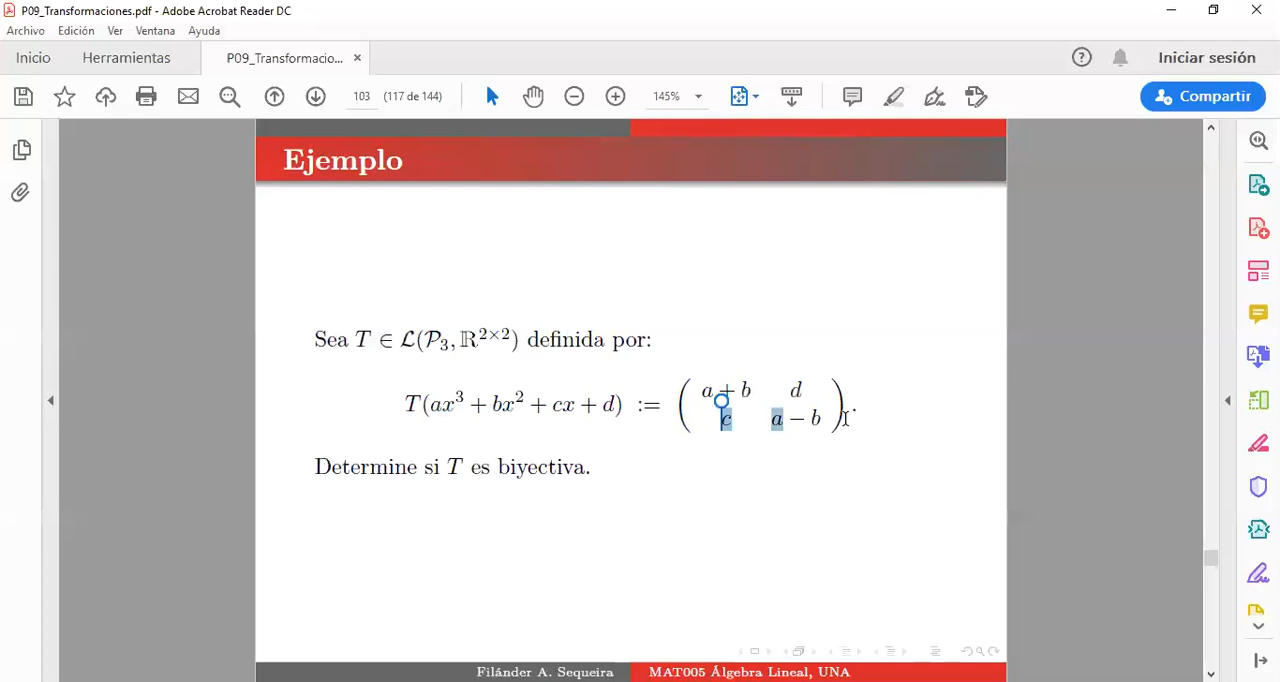 P09_Transformaciones.pdf - Adobe Acrobat Reader DC
Archivo Edición Ver Ventana Ayuda
Inicio Herramientas P09_Transformacio... × Iniciar sesión
103 (117 de 144) 145% Compartir
Ejemplo
Sea T ∈ ℒ(𝒫₃, ℝ²ˣ²) definida por:
T(ax³ + bx² + cx + d) := ( a + b d
c a − b ).
Determine si T es biyectiva.
Filánder A. Sequeira MAT005 Álgebra Lineal, UNA